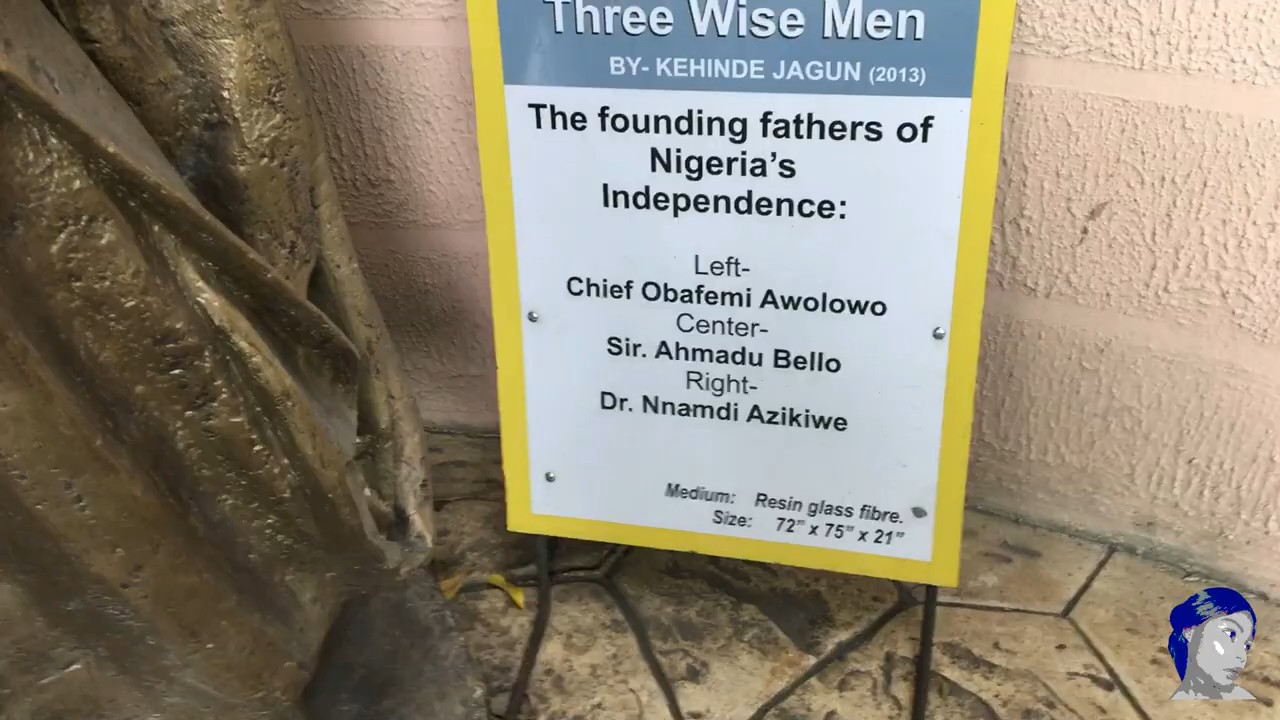 Three Wise Men
BY- KEHINDE JAGUN (2013)
The founding fathers of
Nigeria's
Independence:
Left-
Chief Obafemi Awolowo
Center-
Sir. Ahmadu Bello
Right-
Dr. Nnamdi Azikiwe
Medium: Resin glass fibre.
Size: 72" x 75" x 21"